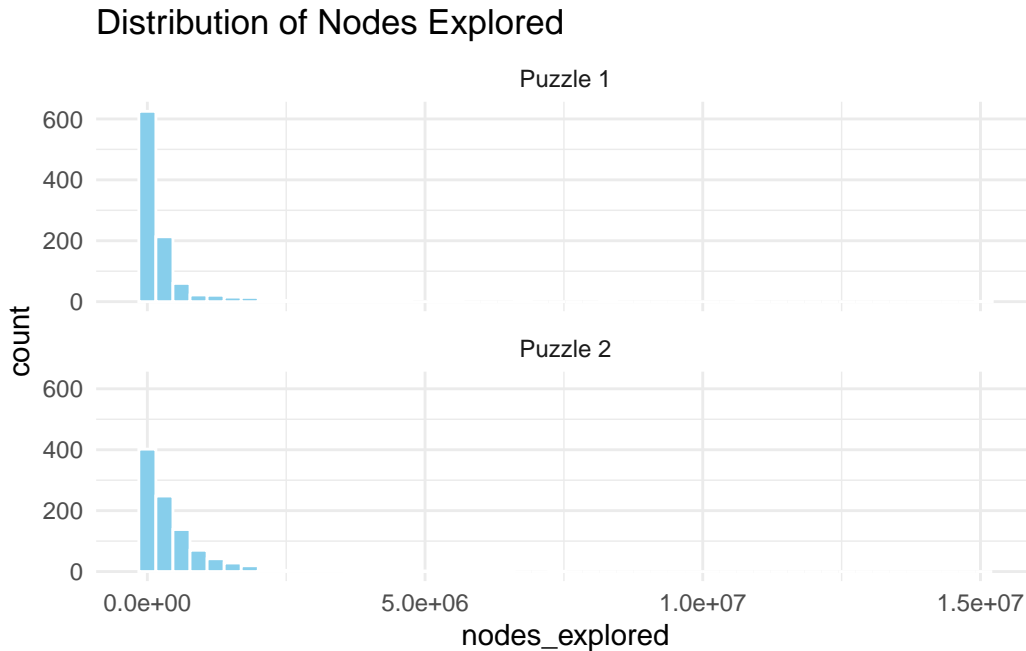 Distribution of Nodes Explored
Puzzle 1
600
400
200
0
count
Puzzle 2
600
400
200
0
0.0e+00 5.0e+06 1.0e+07 1.5e+07
nodes_explored